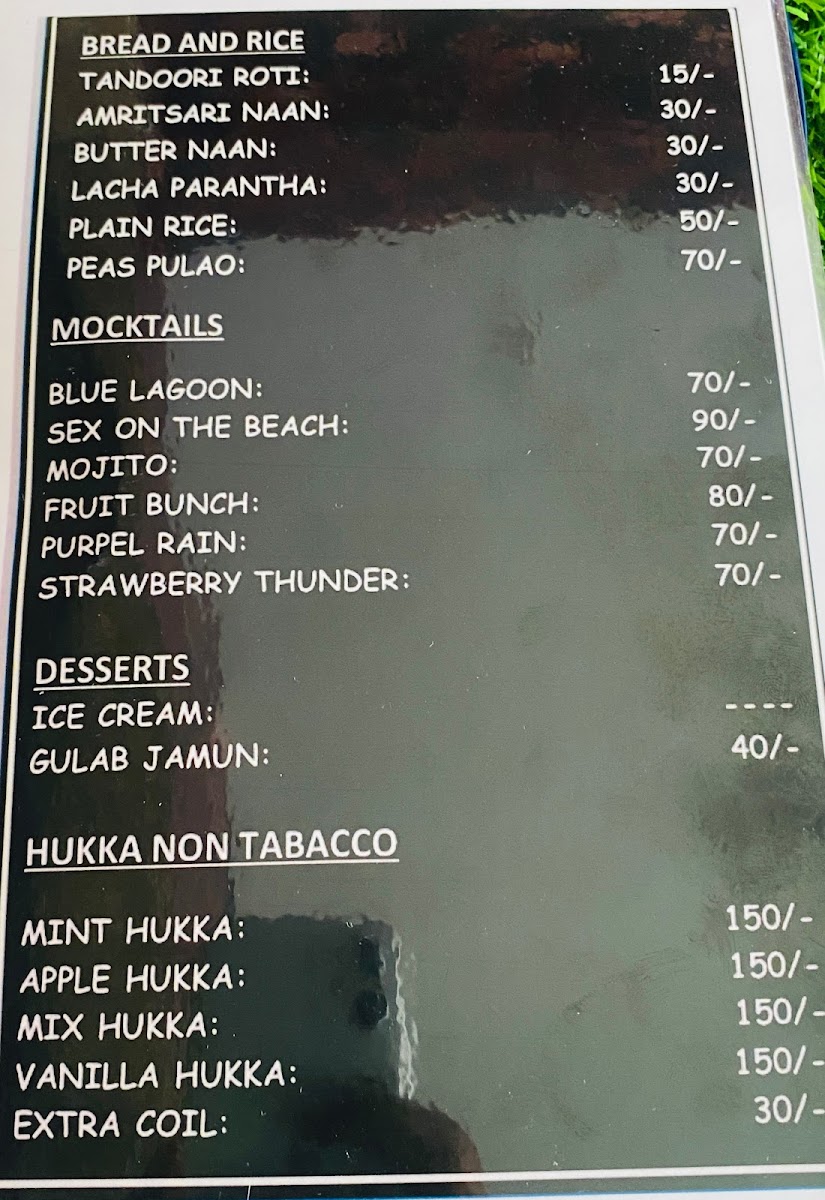 BREAD AND RICE
TANDOORI ROTI: 15/-
AMRITSARI NAAN: 30/-
BUTTER NAAN: 30/-
LACHA PARANTHA: 30/-
PLAIN RICE: 50/-
PEAS PULAO: 70/-
MOCKTAILS
BLUE LAGOON: 70/-
SEX ON THE BEACH: 90/-
MOJITO: 70/-
FRUIT BUNCH: 80/-
PURPEL RAIN: 70/-
STRAWBERRY THUNDER: 70/-
DESSERTS
ICE CREAM: ----
GULAB JAMUN: 40/-
HUKKA NON TABACCO
MINT HUKKA: 150/-
APPLE HUKKA: 150/-
MIX HUKKA: 150/-
VANILLA HUKKA: 150/-
EXTRA COIL: 30/-